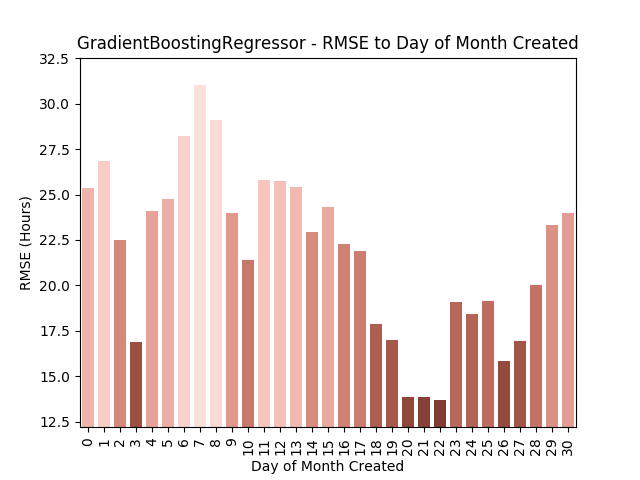 GradientBoostingRegressor - RMSE to Day of Month Created
RMSE (Hours)
32.5
30.0
27.5
25.0
22.5
20.0
17.5
15.0
12.5
0 1 2 3 4 5 6 7 8 9 10 11 12 13 14 15 16 17 18 19 20 21 22 23 24 25 26 27 28 29 30
Day of Month Created